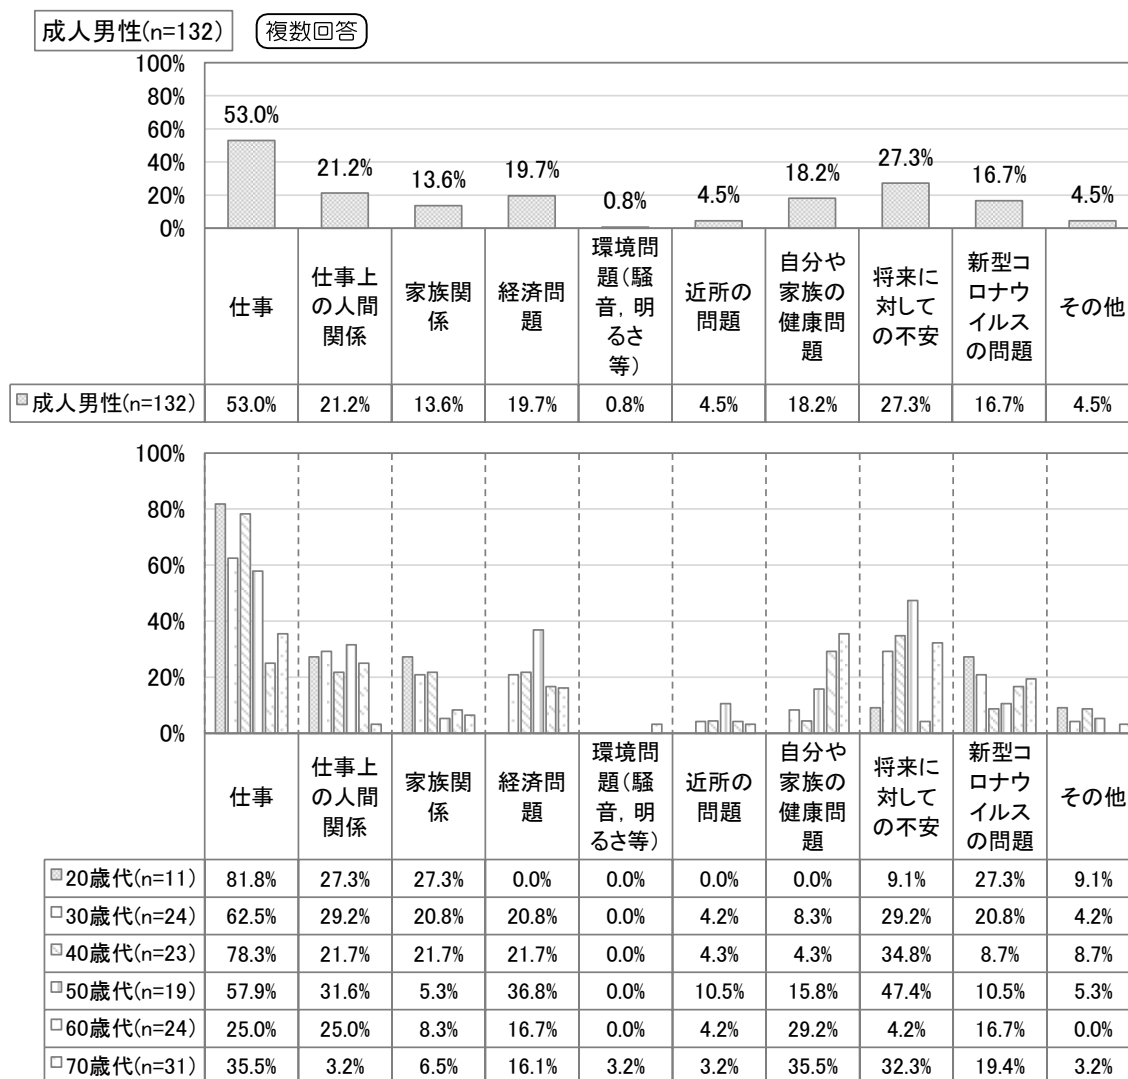 成人男性(n=132) 複数回答
100%
80%
60%
40%
20%
0%
53.0% 21.2% 13.6% 19.7% 0.8% 4.5% 18.2% 27.3% 16.7% 4.5%
仕事
仕事上
の人間
関係
家族関
係
経済問
題
環境問
題(騒
音，明
るさ
等)
近所の
問題
自分や
家族の
健康問
題
将来に
対して
の不安
新型コ
ロナウ
イルス
の問題
その他
成人男性(n=132) 53.0% 21.2% 13.6% 19.7% 0.8% 4.5% 18.2% 27.3% 16.7% 4.5%
100%
80%
60%
40%
20%
0%
仕事
仕事上
の人間
関係
家族関
係
経済問
題
環境問
題(騒
音，明
るさ等)
近所の
問題
自分や
家族の
健康問
題
将来に
対して
の不安
新型コ
ロナウ
イルス
の問題
その他
20歳代(n=11) 81.8% 27.3% 27.3% 0.0% 0.0% 0.0% 0.0% 9.1% 27.3% 9.1%
30歳代(n=24) 62.5% 29.2% 20.8% 20.8% 0.0% 4.2% 8.3% 29.2% 20.8% 4.2%
40歳代(n=23) 78.3% 21.7% 21.7% 21.7% 0.0% 4.3% 4.3% 34.8% 8.7% 8.7%
50歳代(n=19) 57.9% 31.6% 5.3% 36.8% 0.0% 10.5% 15.8% 47.4% 10.5% 5.3%
60歳代(n=24) 25.0% 25.0% 8.3% 16.7% 0.0% 4.2% 29.2% 4.2% 16.7% 0.0%
70歳代(n=31) 35.5% 3.2% 6.5% 16.1% 3.2% 3.2% 35.5% 32.3% 19.4% 3.2%